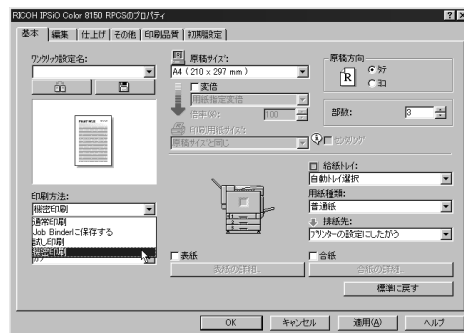 RICOH IPSiO Color 8150 RPCSのプロパティ
基本 編集 仕上げ その他 印刷品質 初期設定
ワンクリック設定名:
原稿サイズ:
A4 (210 x 297 mm)
変倍
用紙指定変倍
倍率(%): 100
印刷用紙サイズ:
原稿サイズと同じ
原稿方向
タテ
ヨコ
部数: 3
センタリング
印刷方法:
機密印刷
通常印刷
Job Binderに保存する
試し印刷
機密印刷
給紙トレイ:
自動トレイ選択
用紙種類:
普通紙
排紙先:
プリンターの設定にしたがう
表紙
表紙の詳細...
合紙
合紙の詳細...
標準に戻す
OK キャンセル 適用(A) ヘルプ